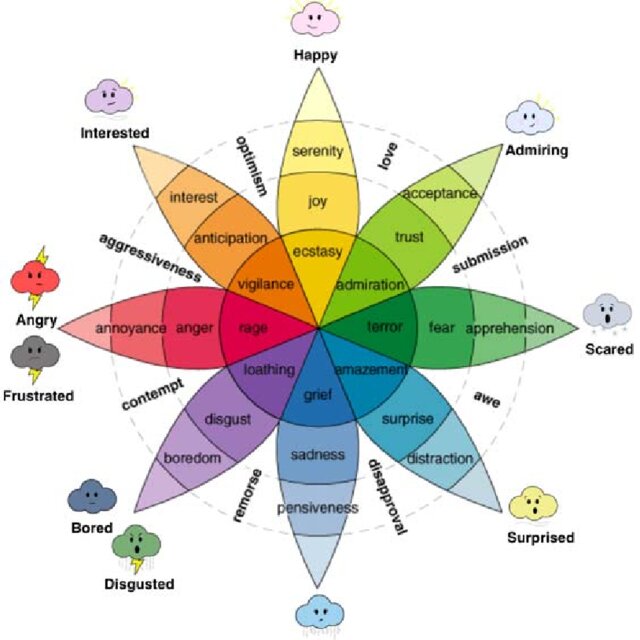 Happy
Interested
Admiring
optimism
love
serenity
interest
acceptance
joy
anticipation
trust
aggressiveness
submission
ecstasy
vigilance
admiration
Angry
annoyance
anger
rage
terror
fear
apprehension
Scared
Frustrated
loathing
amazement
contempt
grief
awe
disgust
surprise
boredom
sadness
distraction
remorse
disapproval
pensiveness
Bored
Surprised
Disgusted